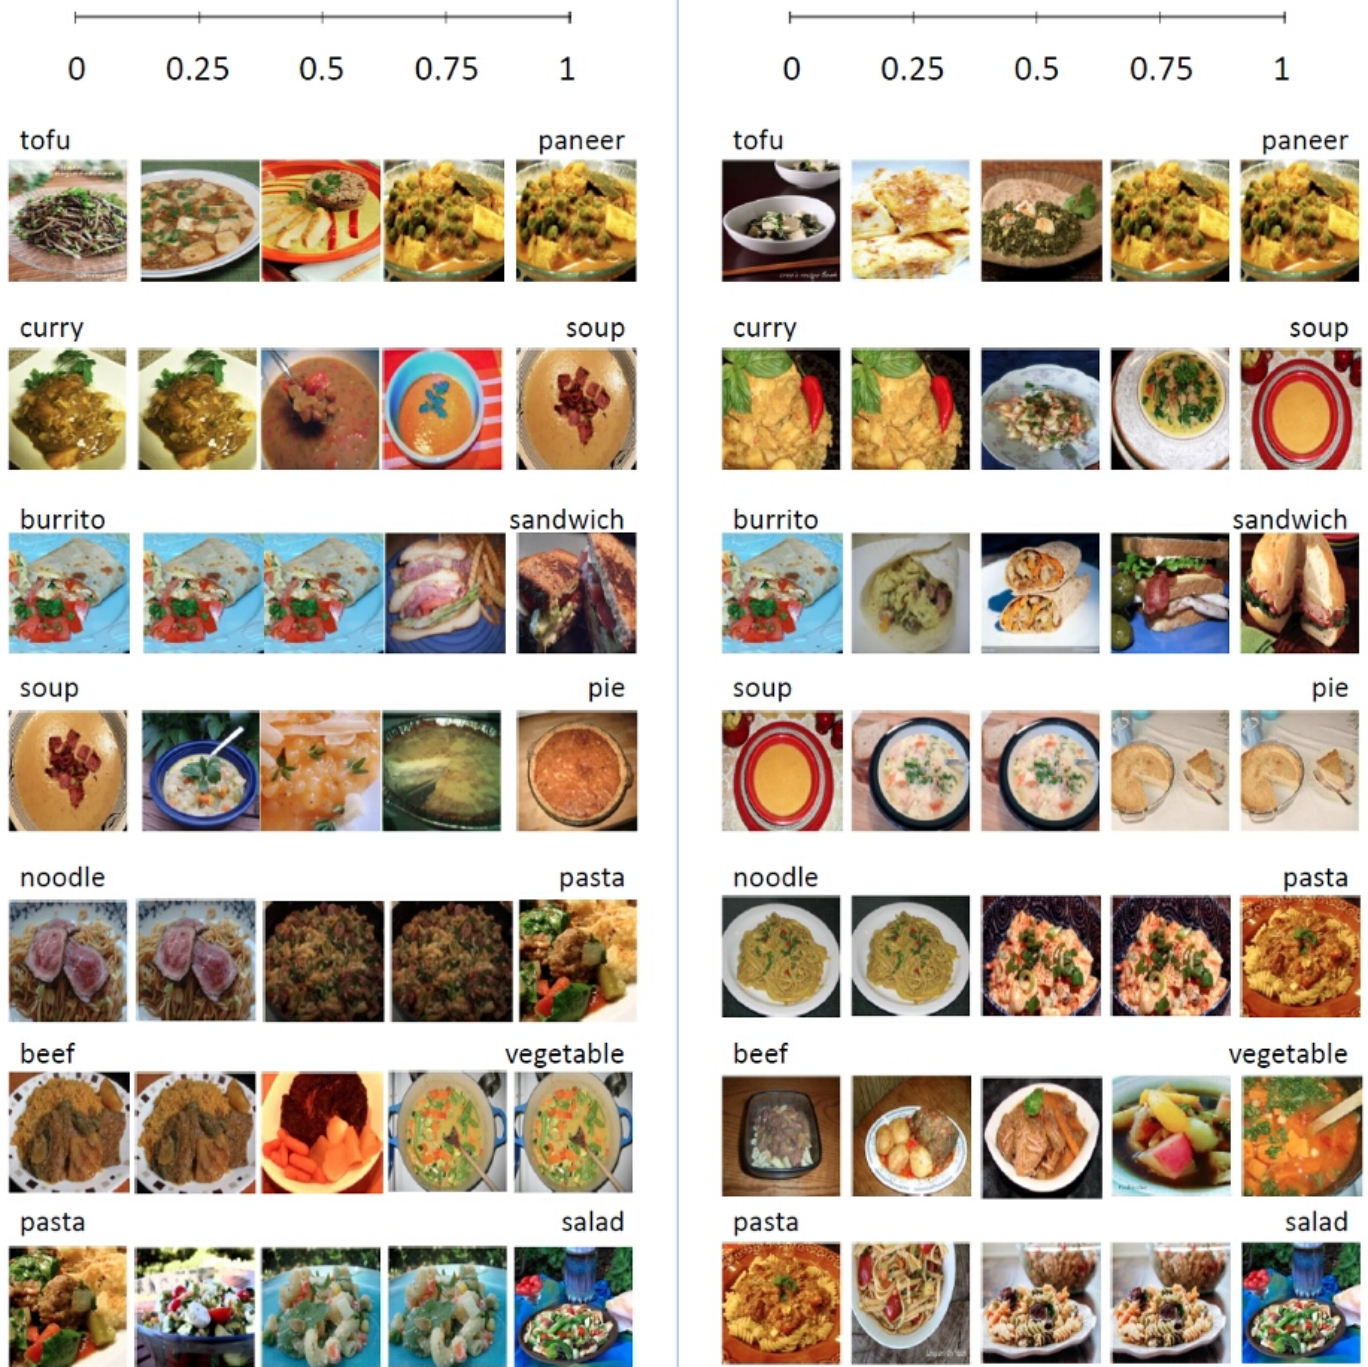 0 0.25 0.5 0.75 1
tofu paneer
curry soup
burrito sandwich
soup pie
noodle pasta
beef vegetable
pasta salad
0 0.25 0.5 0.75 1
tofu paneer
curry soup
burrito sandwich
soup pie
noodle pasta
beef vegetable
pasta salad